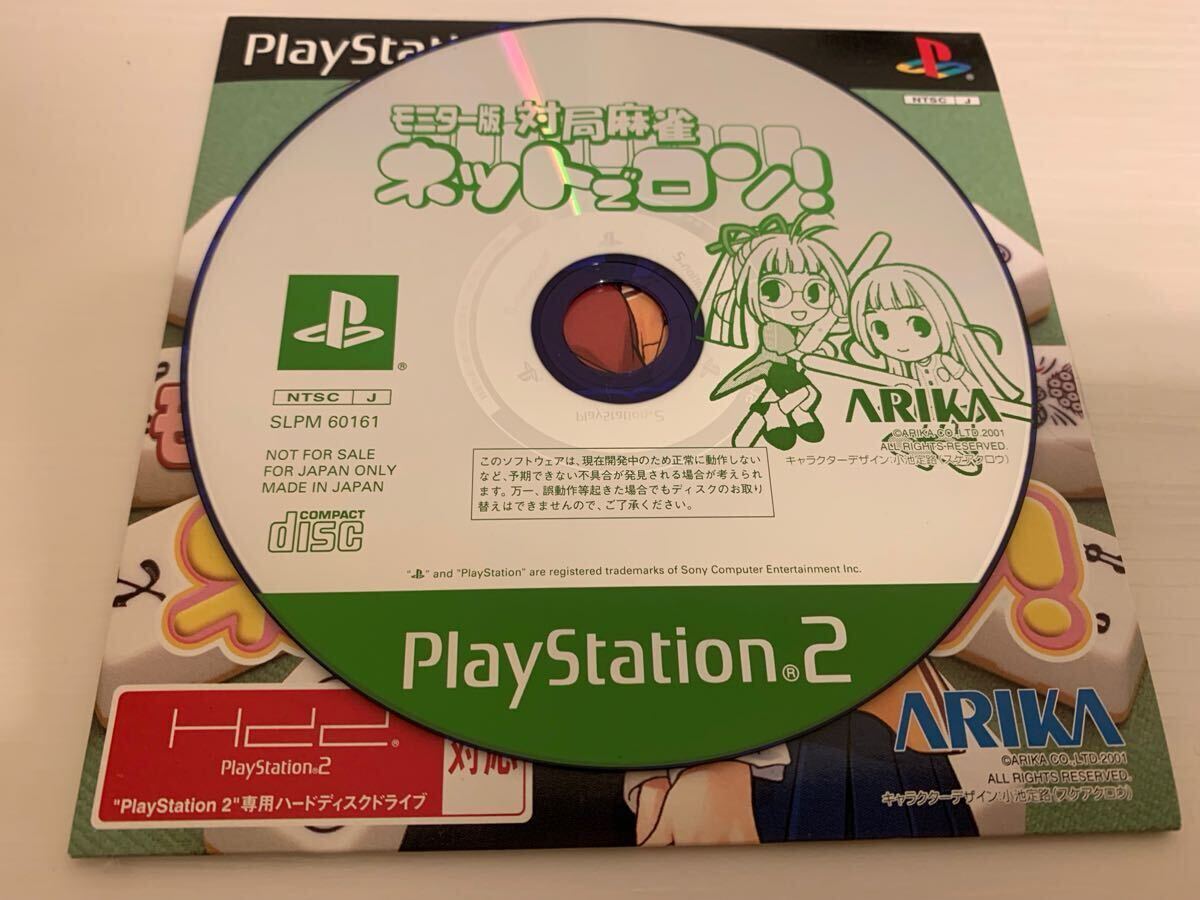 PlaySta
NTSC J
モニター版 対局麻雀
ネットでロン!
NTSC J
SLPM 60161
NOT FOR SALE
FOR JAPAN ONLY
MADE IN JAPAN
COMPACT
disc
ARIKA
©ARIKA CO.,LTD.2001
ALL RIGHTS RESERVED.
キャラクターデザイン:小池定路(スケアクロウ)
このソフトウェアは、現在開発中のため正常に動作しない
など、予期できない不具合が発見される場合が考えられ
ます。万一、誤動作等起きた場合でもディスクのお取り
替えはできませんので、ご了承ください。
" " and "PlayStation" are registered trademarks of Sony Computer Entertainment Inc.
PlayStation®2
HDD®
PlayStation®2
対応
"PlayStation 2"専用ハードディスクドライブ
ARIKA
©ARIKA CO.,LTD.2001
ALL RIGHTS RESERVED.
キャラクターデザイン:小池定路(スケアクロウ)